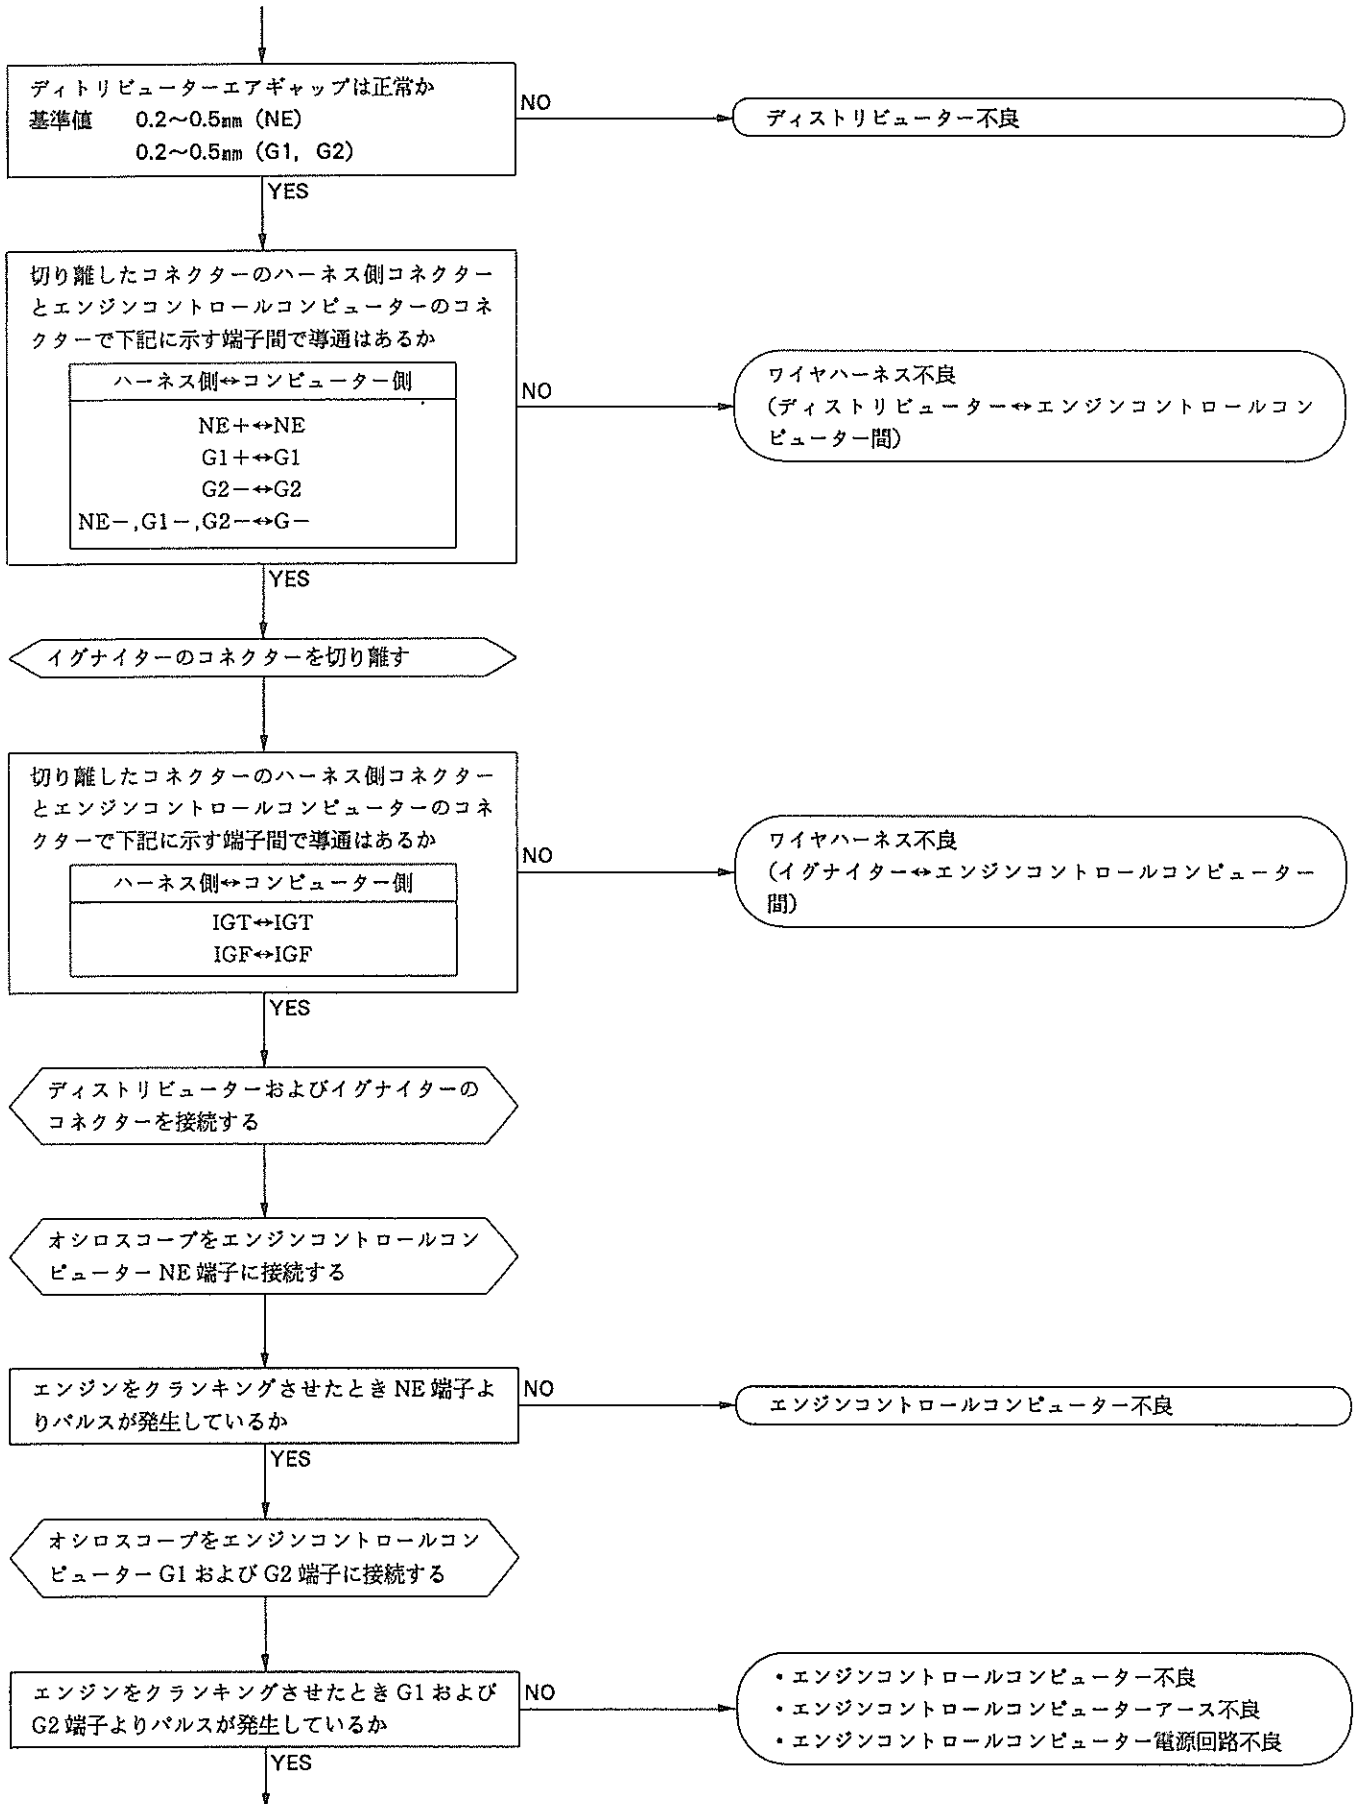 ディトリビューターエアギャップは正常か
基準値 0.2～0.5㎜ (NE)
0.2～0.5㎜ (G1, G2)
NO
ディストリビューター不良
YES
切り離したコネクターのハーネス側コネクター
とエンジンコントロールコンピューターのコネ
クターで下記に示す端子間で導通はあるか
ハーネス側↔コンピューター側
NE+↔NE
G1+↔G1
G2-↔G2
NE-,G1-,G2-↔G-
NO
ワイヤハーネス不良
(ディストリビューター↔エンジンコントロールコン
ピューター間)
YES
イグナイターのコネクターを切り離す
切り離したコネクターのハーネス側コネクター
とエンジンコントロールコンピューターのコネ
クターで下記に示す端子間で導通はあるか
ハーネス側↔コンピューター側
IGT↔IGT
IGF↔IGF
NO
ワイヤハーネス不良
(イグナイター↔エンジンコントロールコンピューター
間)
YES
ディストリビューターおよびイグナイターの
コネクターを接続する
オシロスコープをエンジンコントロールコン
ピューター NE 端子に接続する
エンジンをクランキングさせたとき NE 端子よ
りパルスが発生しているか
NO
エンジンコントロールコンピューター不良
YES
オシロスコープをエンジンコントロールコン
ピューター G1 および G2 端子に接続する
エンジンをクランキングさせたとき G1 および
G2 端子よりパルスが発生しているか
NO
・エンジンコントロールコンピューター不良
・エンジンコントロールコンピューターアース不良
・エンジンコントロールコンピューター電源回路不良
YES